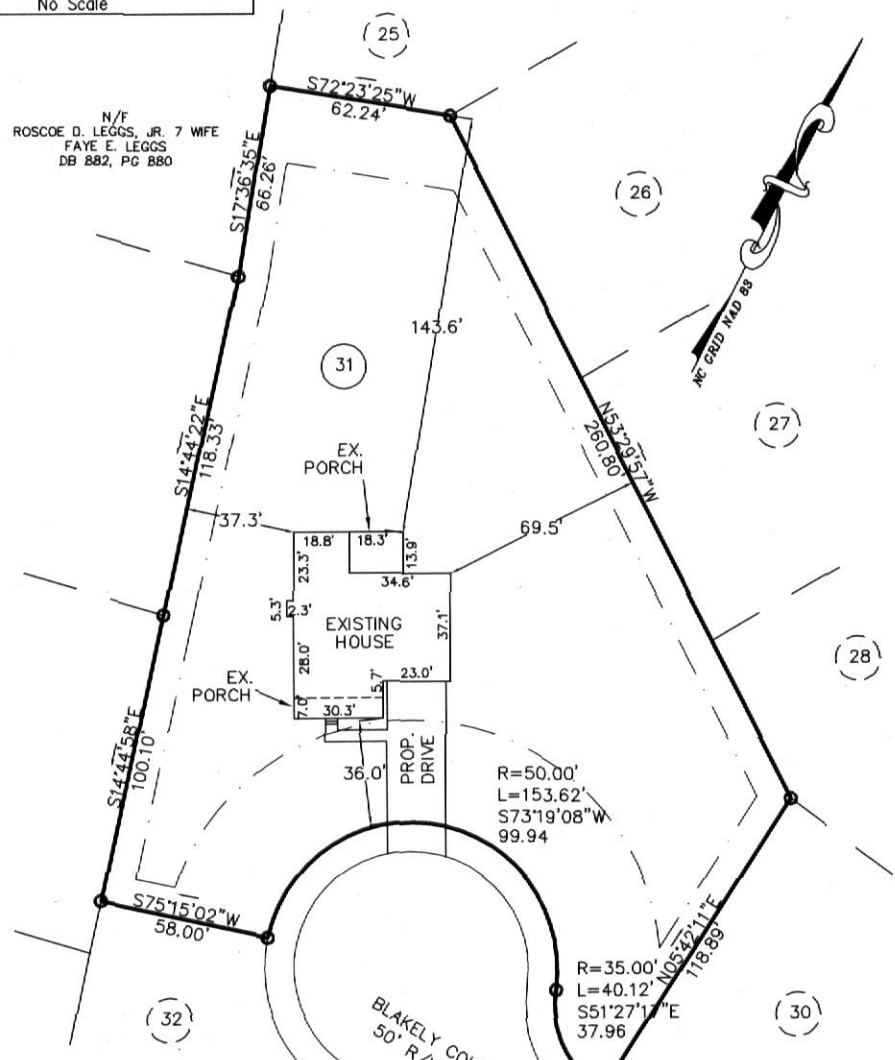 No Scale
25
S72°23'25"W
62.24'
N/F
ROSCOE D. LEGGS, JR. 7 WIFE
FAYE E. LEGGS
DB 882, PG 880
S17°36'35"E
66.26'
26
NC GRID NAD 83
143.6'
31
27
N53°29'57"W
260.80'
S14°44'22"E
118.33'
EX.
PORCH
37.3'
69.5'
18.8'
18.3'
13.9'
23.3'
34.6'
5.3'
2.3'
EXISTING
HOUSE
37.1'
28.0'
28
EX.
PORCH
5.7'
23.0'
7.0'
30.3'
S14°44'58"E
100.10'
36.0'
PROP.
DRIVE
R=50.00'
L=153.62'
S73°19'08"W
99.94
S75°15'02"W
58.00'
N05°42'11"E
118.89'
R=35.00'
L=40.12'
S51°27'17"E
37.96
32
30
BLAKELY
50'